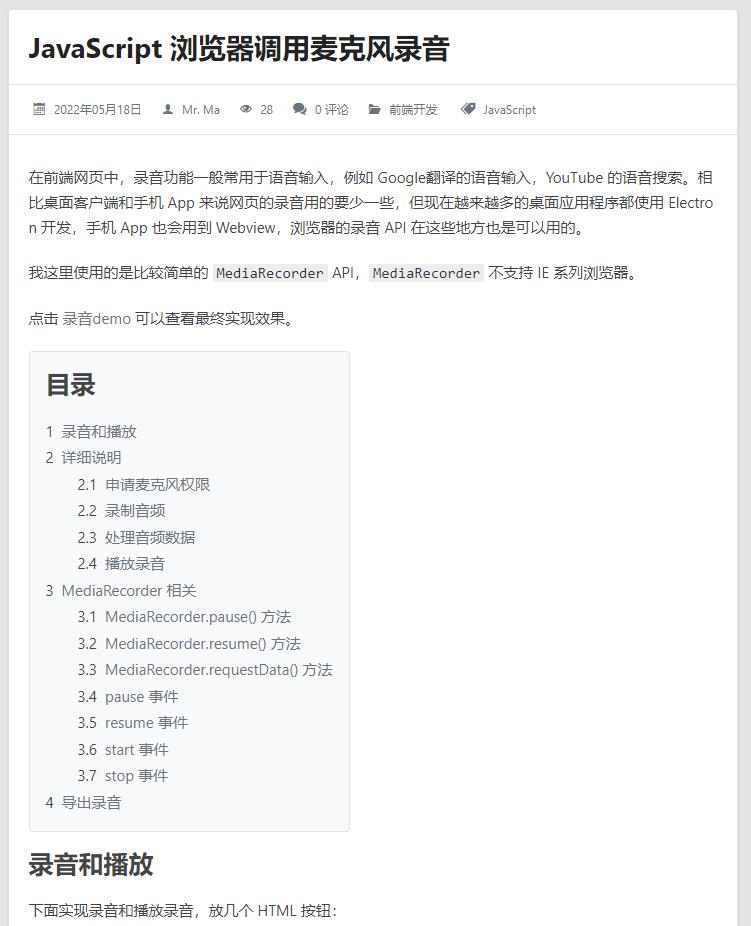 JavaScript 浏览器调用麦克风录音
2022年05月18日 Mr. Ma 28 0 评论 前端开发 JavaScript
在前端网页中，录音功能一般常用于语音输入，例如 Google翻译的语音输入，YouTube 的语音搜索。相
比桌面客户端和手机 App 来说网页的录音用的要少一些，但现在越来越多的桌面应用程序都使用 Electro
n 开发，手机 App 也会用到 Webview，浏览器的录音 API 在这些地方也是可以用的。
我这里使用的是比较简单的 MediaRecorder API，MediaRecorder 不支持 IE 系列浏览器。
点击 录音demo 可以查看最终实现效果。
目录
1 录音和播放
2 详细说明
2.1 申请麦克风权限
2.2 录制音频
2.3 处理音频数据
2.4 播放录音
3 MediaRecorder 相关
3.1 MediaRecorder.pause() 方法
3.2 MediaRecorder.resume() 方法
3.3 MediaRecorder.requestData() 方法
3.4 pause 事件
3.5 resume 事件
3.6 start 事件
3.7 stop 事件
4 导出录音
录音和播放
下面实现录音和播放录音，放几个 HTML 按钮：